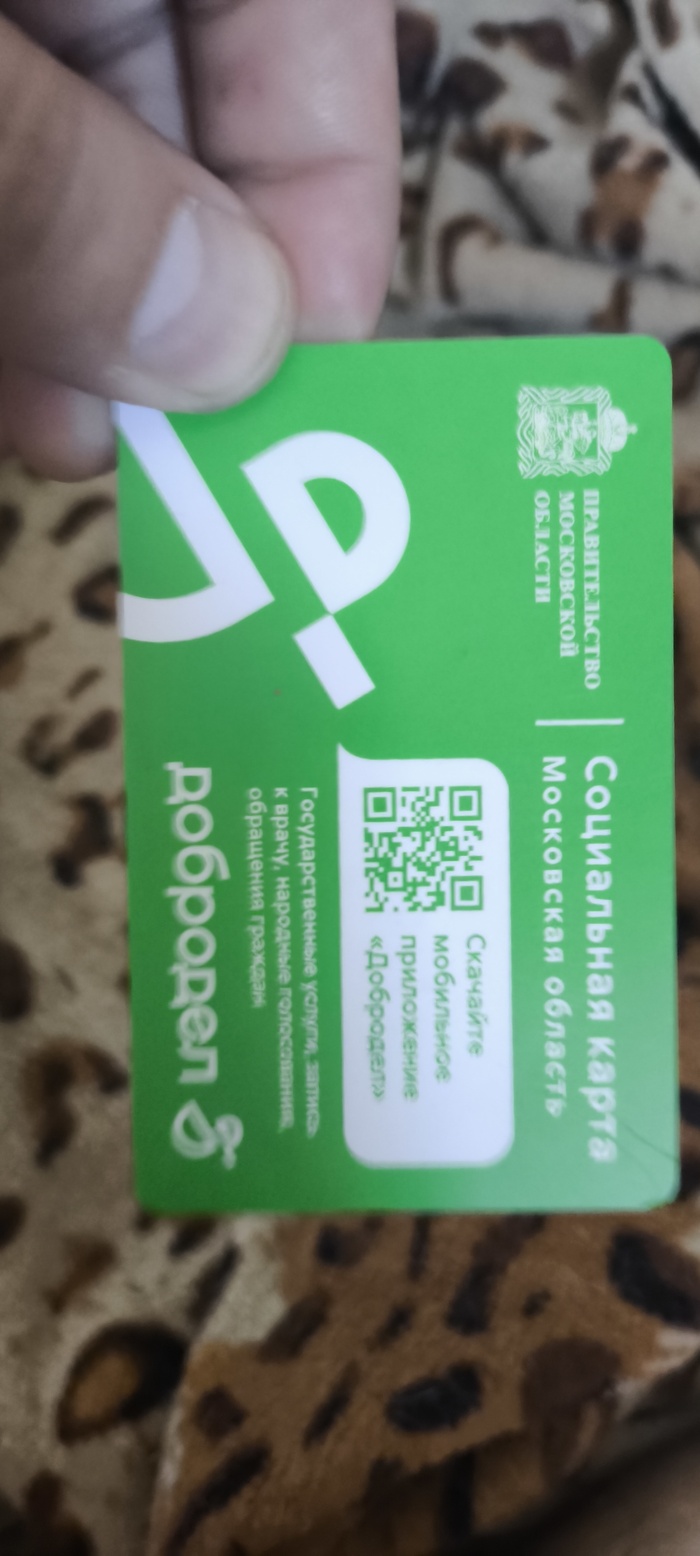 ПРАВИТЕЛЬСТВО
МОСКОВСКОЙ
ОБЛАСТИ
Социальная карта
Московская область
Скачайте
мобильное
приложение
«Добродел»
Государственные услуги, запись
к врачу, народные голосования,
обращения граждан
добродел